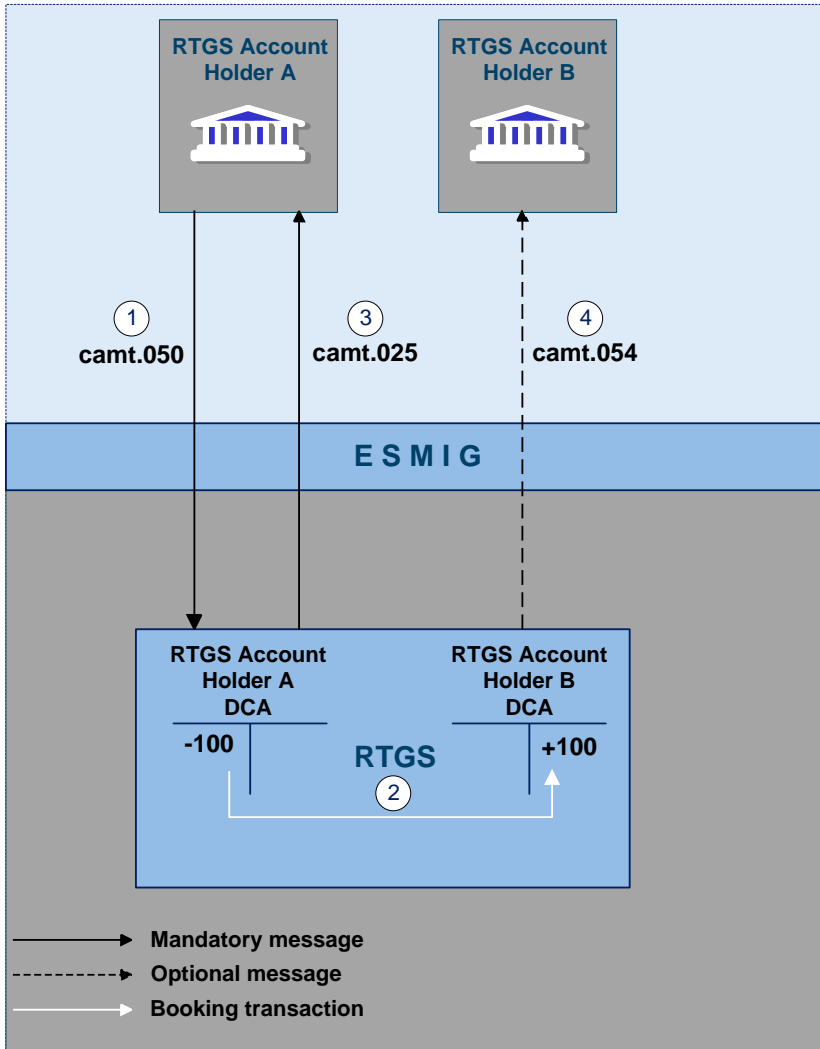 RTGS Account
Holder A
RTGS Account
Holder B
1
camt.050
3
camt.025
4
camt.054
E S M I G
RTGS Account
Holder A
DCA
RTGS Account
Holder B
DCA
-100
+100
RTGS
2
Mandatory message
Optional message
Booking transaction